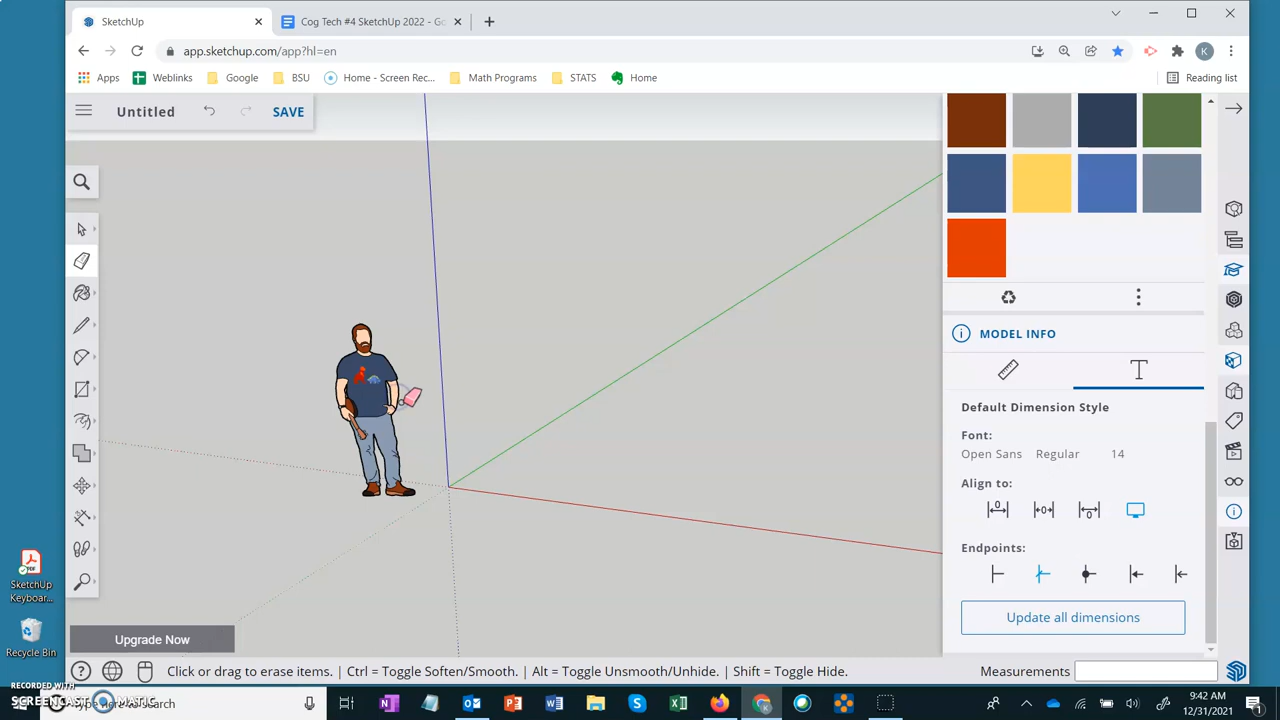 SketchUp
Cog Tech #4 SketchUp 2022 - Go
app.sketchup.com/app?hl=en
K
Apps
Weblinks
Google
BSU
Home - Screen Rec...
Math Programs
STATS
Home
Reading list
Untitled
SAVE
MODEL INFO
Default Dimension Style
Font:
Open Sans Regular 14
Align to:
Endpoints:
Update all dimensions
SketchUp
Keyboar...
Recycle Bin
Upgrade Now
Click or drag to erase items. | Ctrl = Toggle Soften/Smooth. | Alt = Toggle Unsmooth/Unhide. | Shift = Toggle Hide.
Measurements
RECORDED WITH
SCREENCAST MATIC
here to search
9:42 AM
12/31/2021